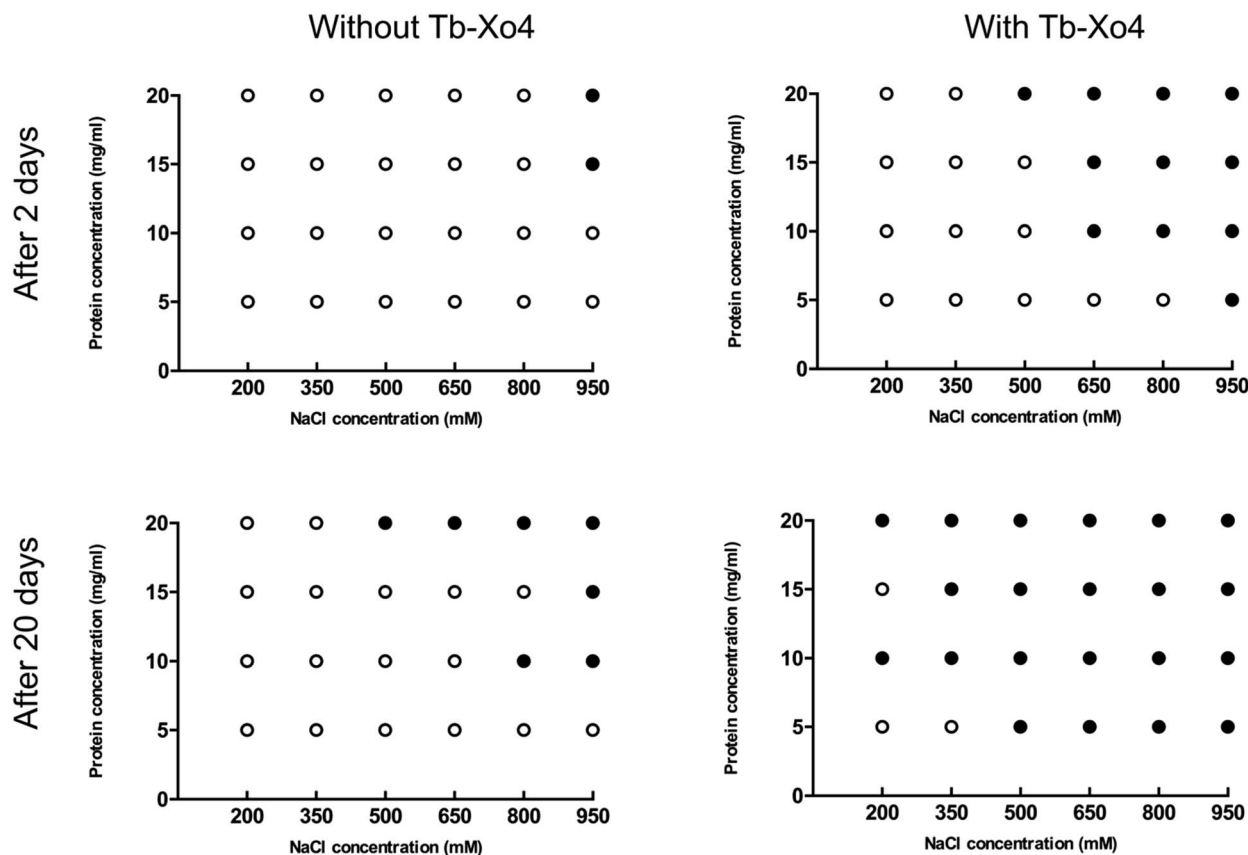 Without Tb-Xo4
With Tb-Xo4
After 2 days
Protein concentration (mg/ml)
20
15
10
5
0
200 350 500 650 800 950
NaCl concentration (mM)
Protein concentration (mg/ml)
20
15
10
5
0
200 350 500 650 800 950
NaCl concentration (mM)
After 20 days
Protein concentration (mg/ml)
20
15
10
5
0
200 350 500 650 800 950
NaCl concentration (mM)
Protein concentration (mg/ml)
20
15
10
5
0
200 350 500 650 800 950
NaCl concentration (mM)